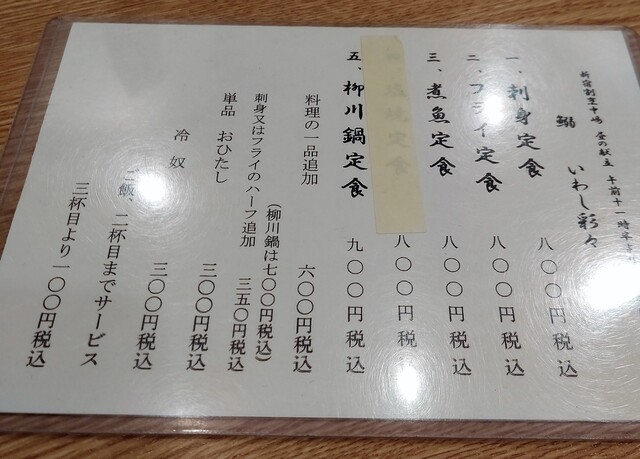 新宿割烹中嶋 昼の献立 午前十一時半
鰯 いわし彩々
一、刺身定食 八〇〇円税込
二、フライ定食 八〇〇円税込
三、煮魚定食 八〇〇円税込
定食 八〇〇円税込
五、柳川鍋定食 九〇〇円税込
料理の一品追加 六〇〇円税込
(柳川鍋は七〇〇円税込)
刺身又はフライのハーフ追加 三五〇円税込
単品 おひたし 三〇〇円税込
冷奴 三〇〇円税込
ご飯、二杯目までサービス
三杯目より一〇〇円税込